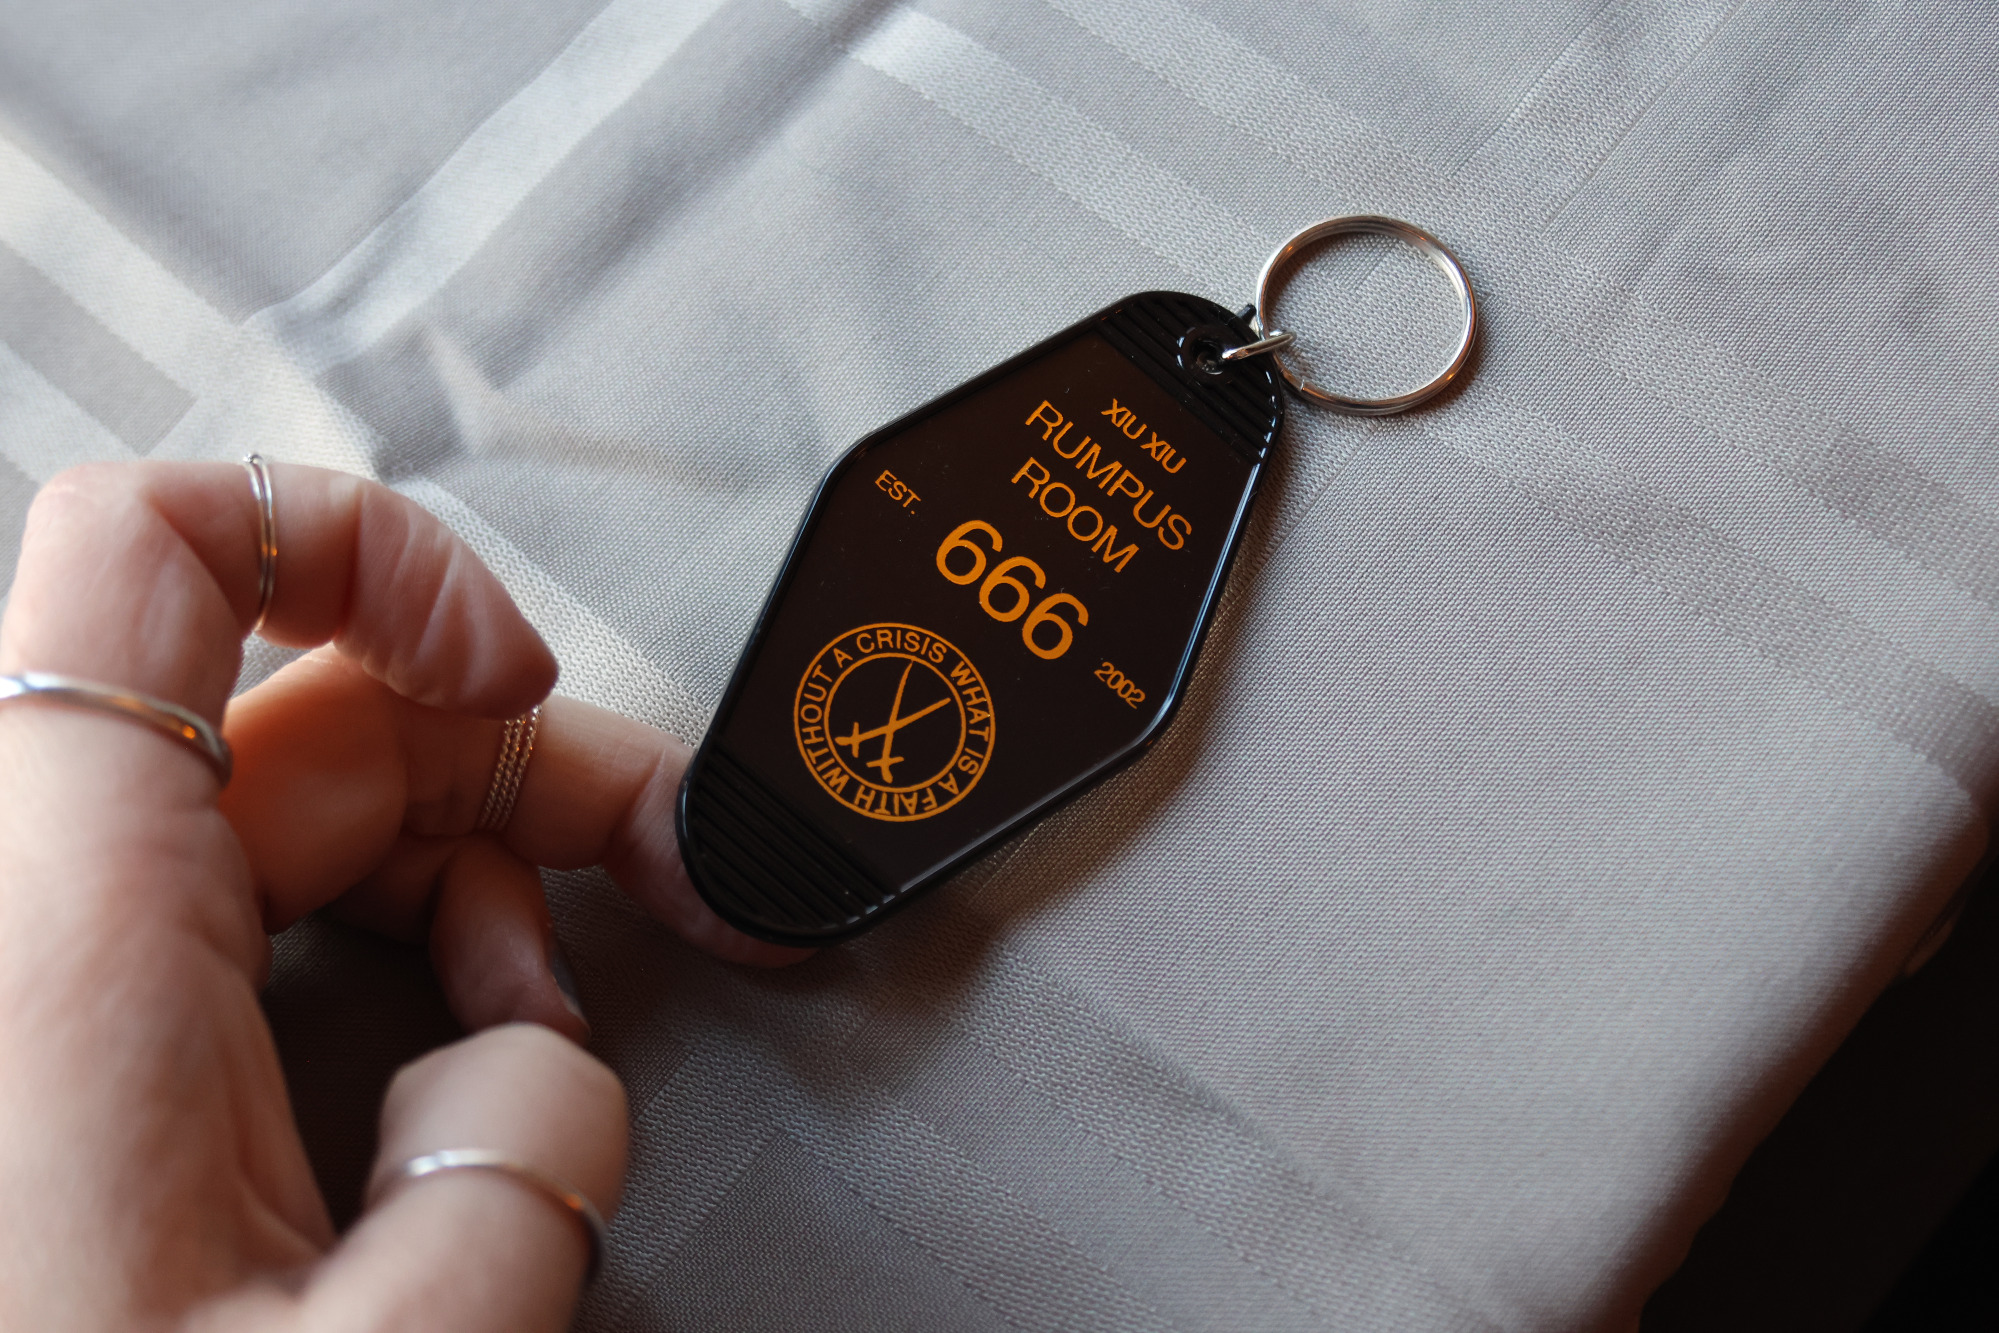 XIU XIU
RUMPUS
ROOM
EST.
666
2002
WITHOUT A CRISIS WHAT IS A FAITH